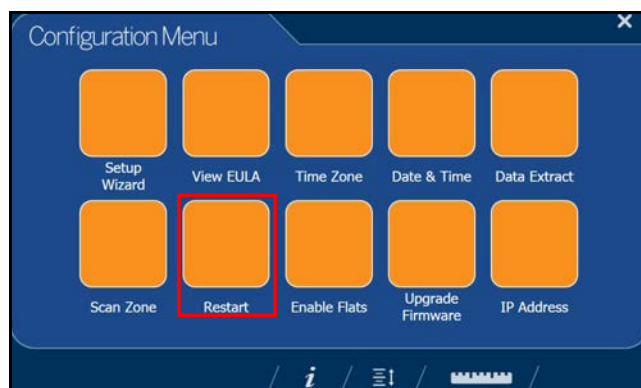 Configuration Menu
Setup
Wizard
View EULA
Time Zone
Date & Time
Data Extract
Scan Zone
Restart
Enable Flats
Upgrade
Firmware
IP Address